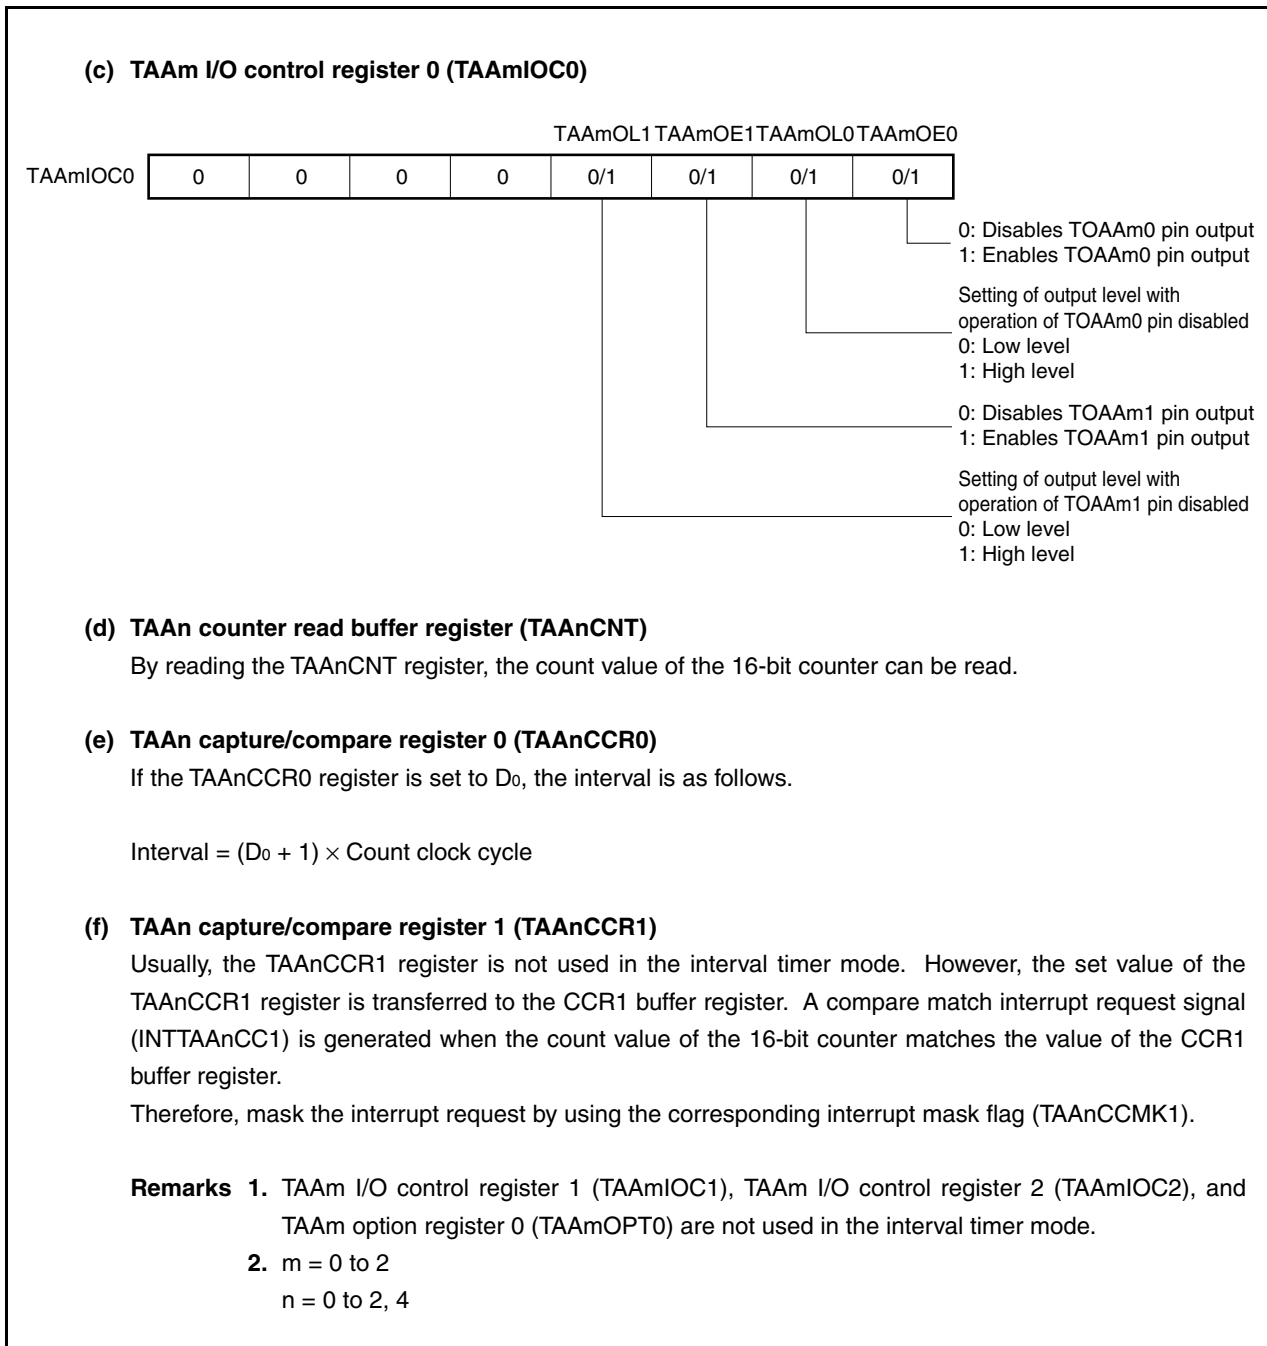 (c) TAAm I/O control register 0 (TAAmIOC0)
TAAmOL1 TAAmOE1 TAAmOL0 TAAmOE0
TAAmIOC0 0 0 0 0 0/1 0/1 0/1 0/1
0: Disables TOAAm0 pin output
1: Enables TOAAm0 pin output
Setting of output level with
operation of TOAAm0 pin disabled
0: Low level
1: High level
0: Disables TOAAm1 pin output
1: Enables TOAAm1 pin output
Setting of output level with
operation of TOAAm1 pin disabled
0: Low level
1: High level
(d) TAAn counter read buffer register (TAAnCNT)
By reading the TAAnCNT register, the count value of the 16-bit counter can be read.
(e) TAAn capture/compare register 0 (TAAnCCR0)
If the TAAnCCR0 register is set to D0, the interval is as follows.
Interval = (D0 + 1) × Count clock cycle
(f) TAAn capture/compare register 1 (TAAnCCR1)
Usually, the TAAnCCR1 register is not used in the interval timer mode. However, the set value of the
TAAnCCR1 register is transferred to the CCR1 buffer register. A compare match interrupt request signal
(INTTAAnCC1) is generated when the count value of the 16-bit counter matches the value of the CCR1
buffer register.
Therefore, mask the interrupt request by using the corresponding interrupt mask flag (TAAnCCMK1).
Remarks 1. TAAm I/O control register 1 (TAAmIOC1), TAAm I/O control register 2 (TAAmIOC2), and
TAAm option register 0 (TAAmOPT0) are not used in the interval timer mode.
2. m = 0 to 2
n = 0 to 2, 4